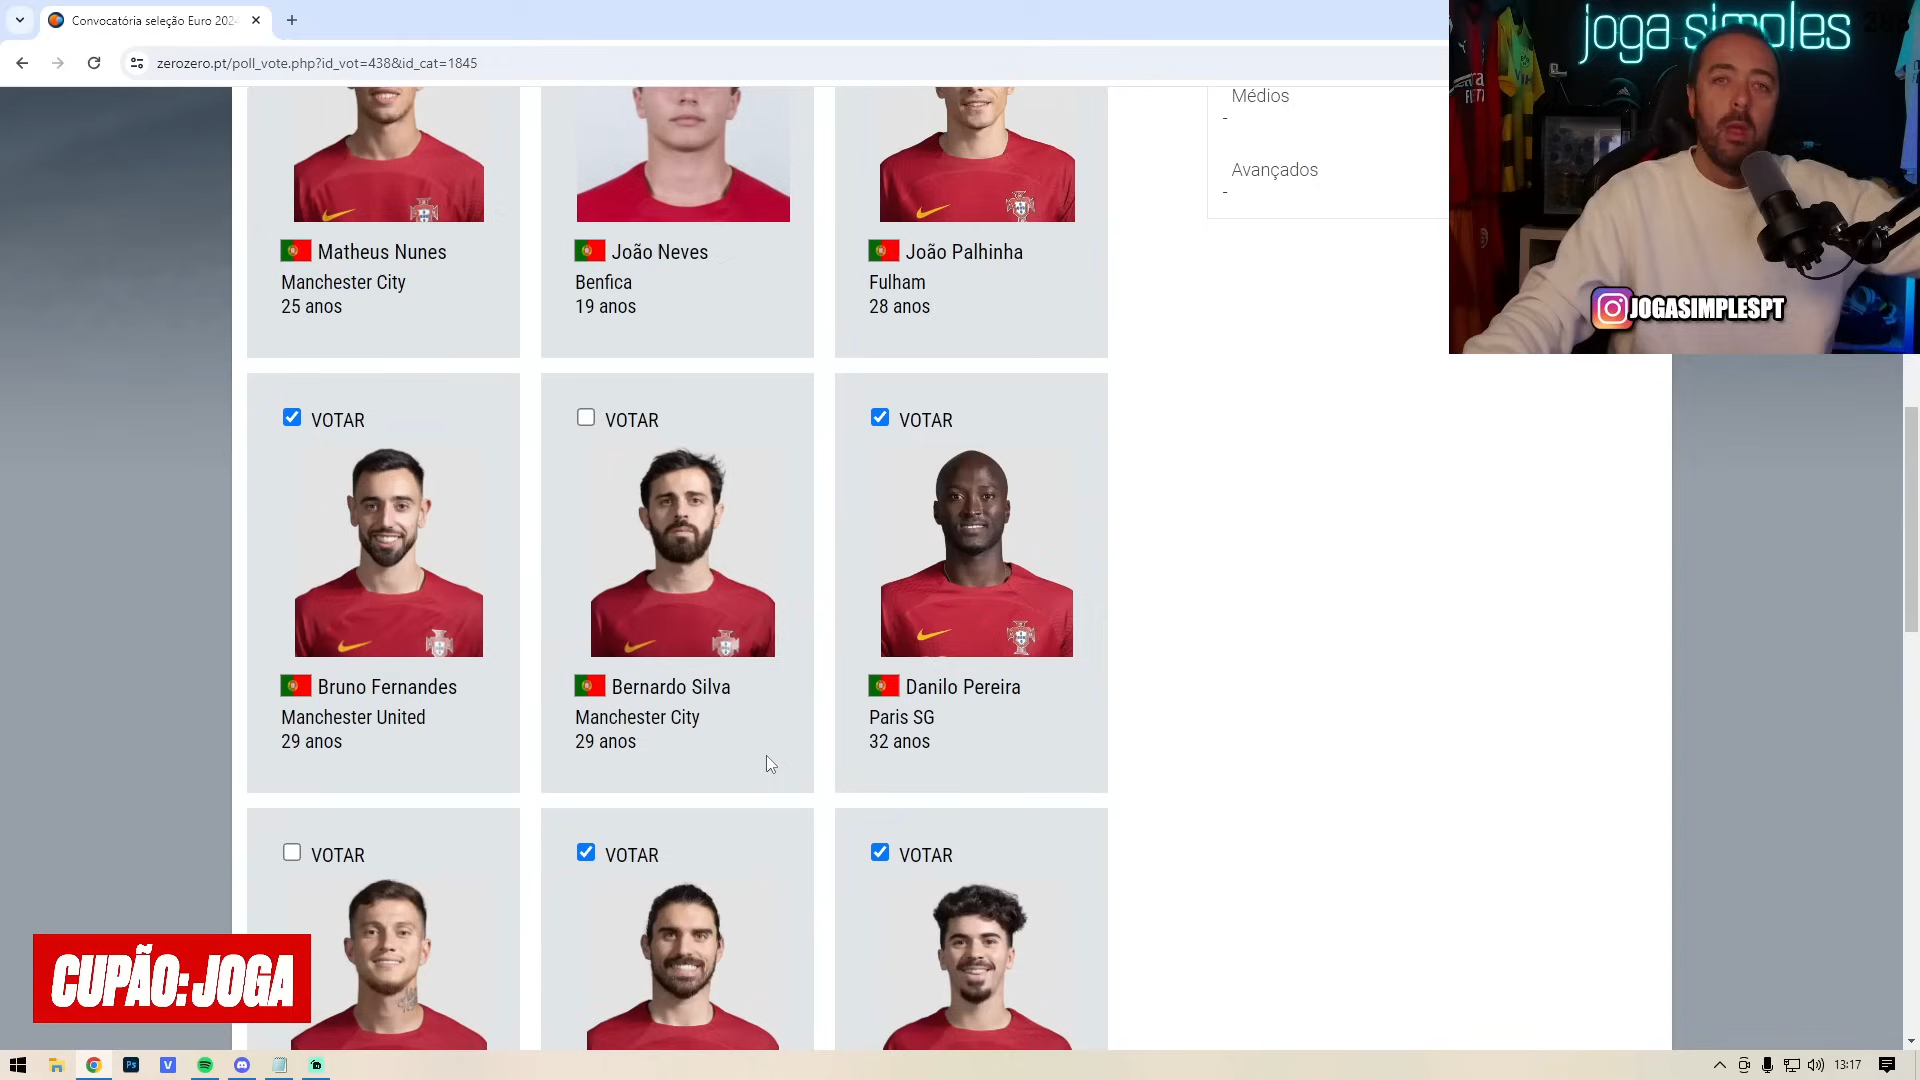 Convocatória seleção Euro 2024
zerozero.pt/poll_vote.php?id_vot=438&id_cat=1845
joga simples
Médios
-
Avançados
-
JOGASIMPLESPT
Matheus Nunes
Manchester City
25 anos
João Neves
Benfica
19 anos
João Palhinha
Fulham
28 anos
VOTAR
VOTAR
VOTAR
Bruno Fernandes
Manchester United
29 anos
Bernardo Silva
Manchester City
29 anos
Danilo Pereira
Paris SG
32 anos
VOTAR
VOTAR
VOTAR
CUPÃO: JOGA
Ps
V
13:17